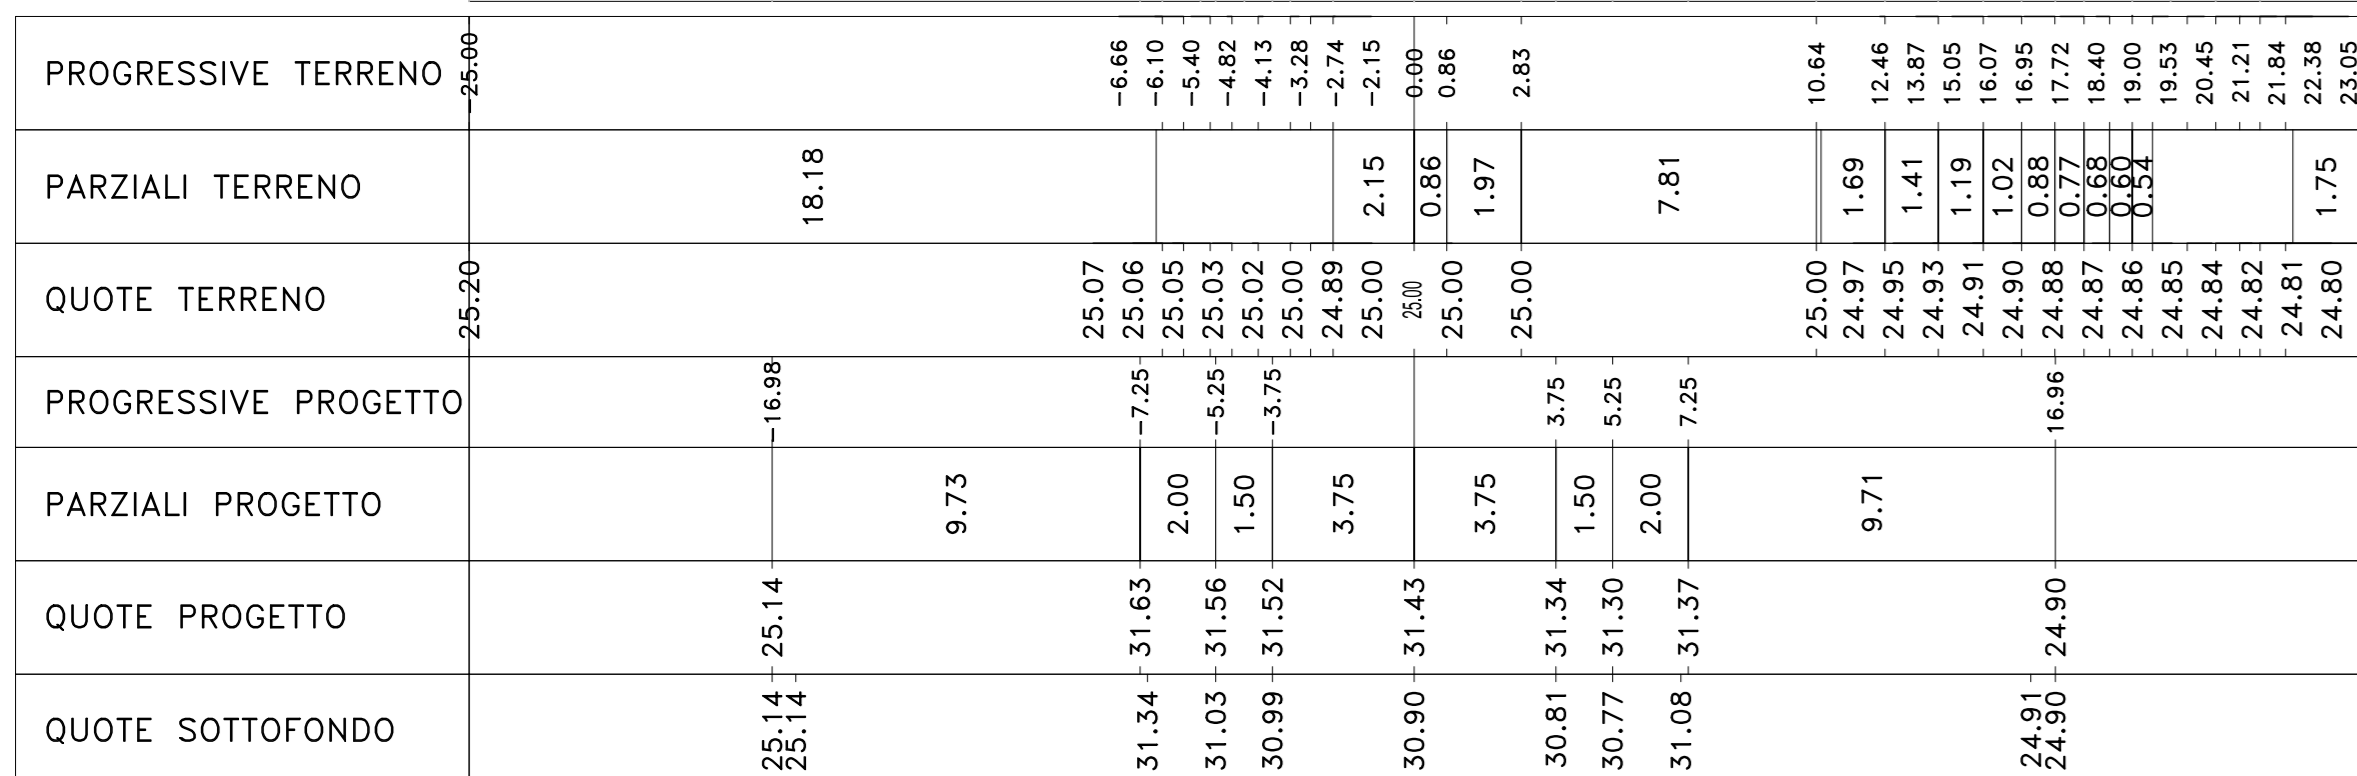 PROGRESSIVE TERRENO -25.00 -6.66 -6.10 -5.40 -4.82 -4.13 -3.28 -2.74 -2.15 0.00 0.86 2.83 10.64 12.46 13.87 15.05 16.07 16.95 17.72 18.40 19.00 19.53 20.45 21.21 21.84 22.38 23.05
PARZIALI TERRENO 18.18 2.15 0.86 1.97 7.81 1.69 1.41 1.19 1.02 0.88 0.77 0.68 0.60 0.54 1.75
QUOTE TERRENO 25.20 25.07 25.06 25.05 25.03 25.02 25.00 24.89 25.00 25.00 25.00 25.00 25.00 24.97 24.95 24.93 24.91 24.90 24.88 24.87 24.86 24.85 24.84 24.82 24.81 24.80
PROGRESSIVE PROGETTO -16.98 -7.25 -5.25 -3.75 3.75 5.25 7.25 16.96
PARZIALI PROGETTO 9.73 2.00 1.50 3.75 3.75 1.50 2.00 9.71
QUOTE PROGETTO 25.14 31.63 31.56 31.52 31.43 31.34 31.30 31.37 24.90
QUOTE SOTTOFONDO 25.14 25.14 31.34 31.03 30.99 30.90 30.81 30.77 31.08 24.91 24.90